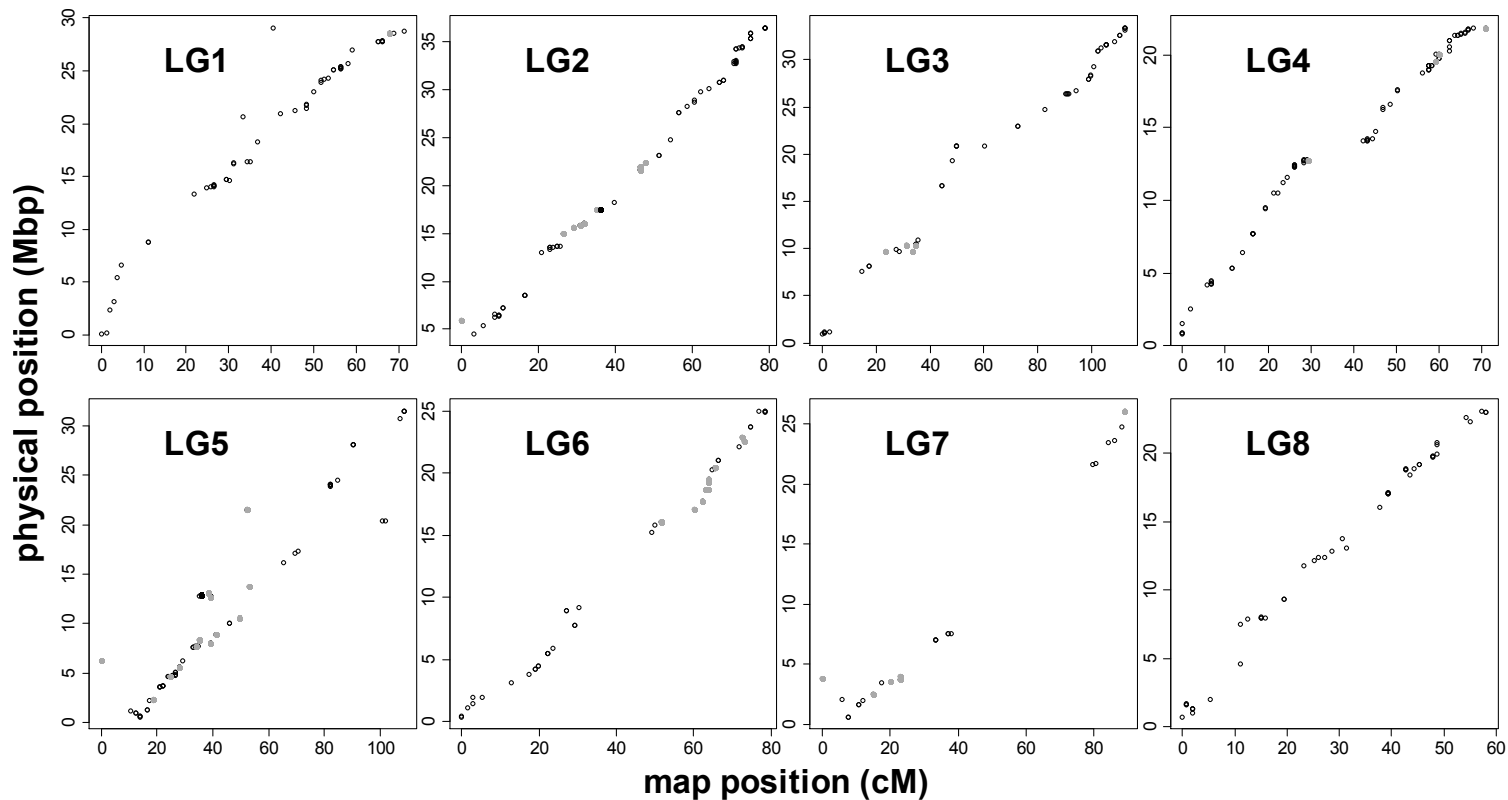 physical position (Mbp)
LG1
0 5 10 15 20 25 30
0 10 20 30 40 50 60 70
LG2
5 10 15 20 25 30 35
0 20 40 60 80
LG3
0 5 10 15 20 25 30
0 20 40 60 80 100
LG4
0 5 10 15 20
0 10 20 30 40 50 60 70
LG5
0 5 10 15 20 25 30
0 20 40 60 80 100
LG6
0 5 10 15 20 25
0 20 40 60 80
LG7
0 5 10 15 20 25
0 20 40 60 80
LG8
0 5 10 15 20
0 10 20 30 40 50 60
map position (cM)